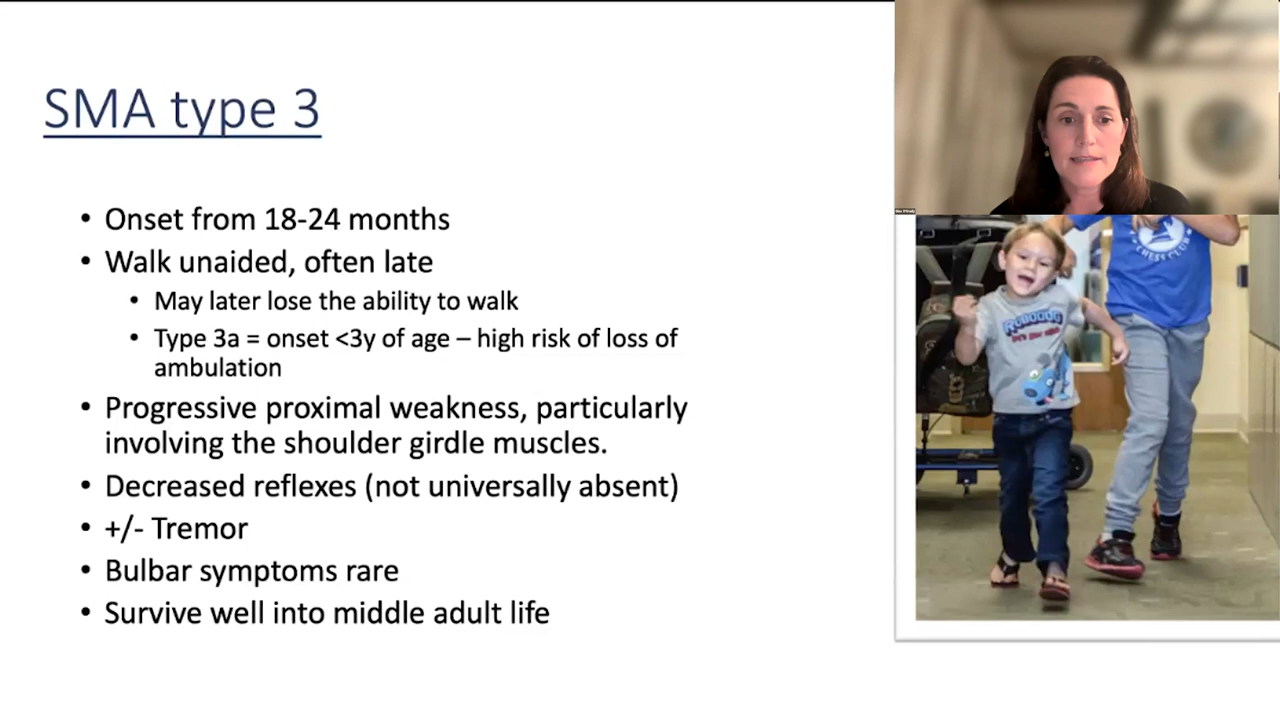 SMA type 3
• Onset from 18-24 months
• Walk unaided, often late
• May later lose the ability to walk
• Type 3a = onset <3y of age – high risk of loss of
ambulation
• Progressive proximal weakness, particularly
involving the shoulder girdle muscles.
• Decreased reflexes (not universally absent)
• +/- Tremor
• Bulbar symptoms rare
• Survive well into middle adult life
CHESS CLUB